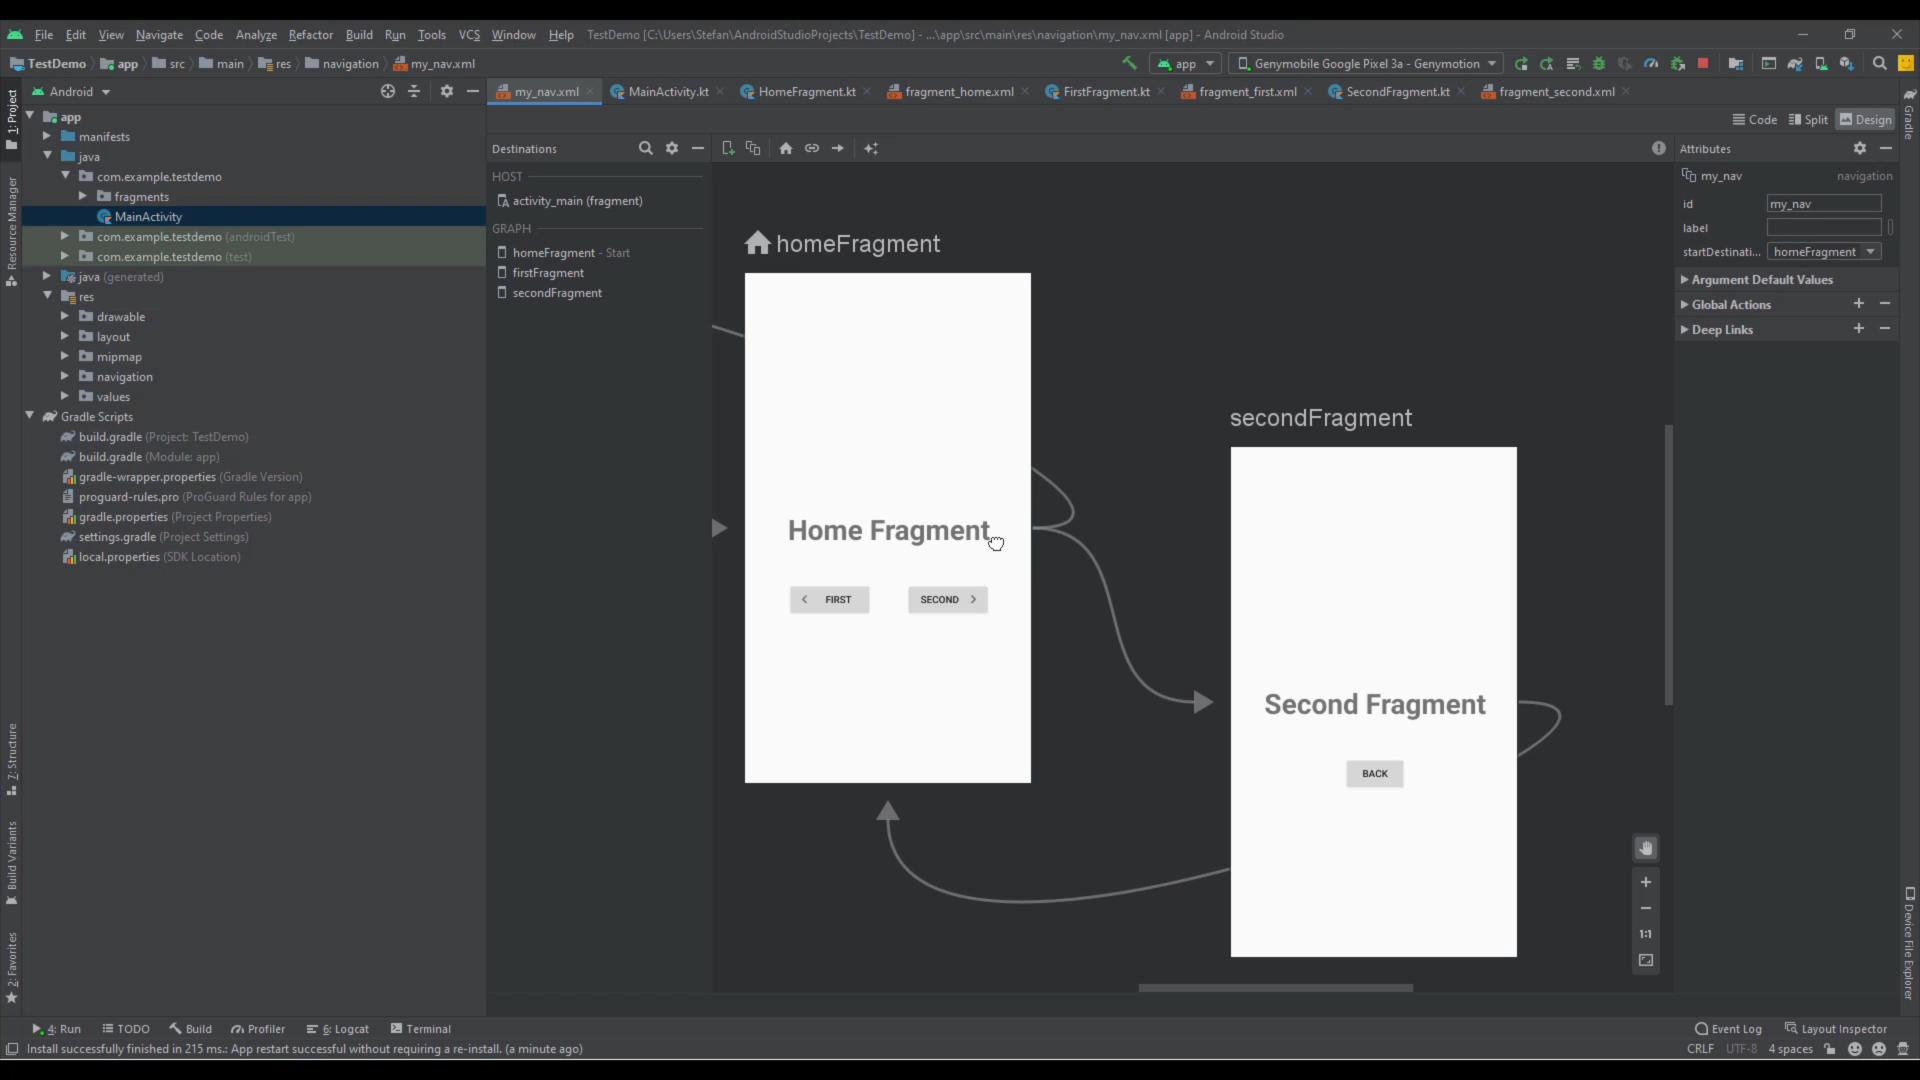 File Edit View Navigate Code Analyze Refactor Build Run Tools VCS Window Help TestDemo [C:\Users\Stefan\AndroidStudioProjects\TestDemo] - ...\app\src\main\res\navigation\my_nav.xml [app] - Android Studio
TestDemo app src main res navigation my_nav.xml app Genymobile Google Pixel 3a - Genymotion
Android my_nav.xml MainActivity.kt HomeFragment.kt fragment_home.xml FirstFragment.kt fragment_first.xml SecondFragment.kt fragment_second.xml
Code Split Design
1: Project
Resource Manager
Z: Structure
Build Variants
2: Favorites
app
manifests
java
com.example.testdemo
fragments
MainActivity
com.example.testdemo (androidTest)
com.example.testdemo (test)
java (generated)
res
drawable
layout
mipmap
navigation
values
Gradle Scripts
build.gradle (Project: TestDemo)
build.gradle (Module: app)
gradle-wrapper.properties (Gradle Version)
proguard-rules.pro (ProGuard Rules for app)
gradle.properties (Project Properties)
settings.gradle (Project Settings)
local.properties (SDK Location)
Destinations
HOST
activity_main (fragment)
GRAPH
homeFragment - Start
firstFragment
secondFragment
homeFragment
Home Fragment
FIRST SECOND
secondFragment
Second Fragment
BACK
1:1
Attributes
my_nav navigation
id my_nav
label
startDestinati... homeFragment
Argument Default Values
Global Actions
Deep Links
Gradle
Device File Explorer
4: Run TODO Build Profiler 6: Logcat Terminal Event Log Layout Inspector
Install successfully finished in 215 ms.: App restart successful without requiring a re-install. (a minute ago) CRLF UTF-8 4 spaces